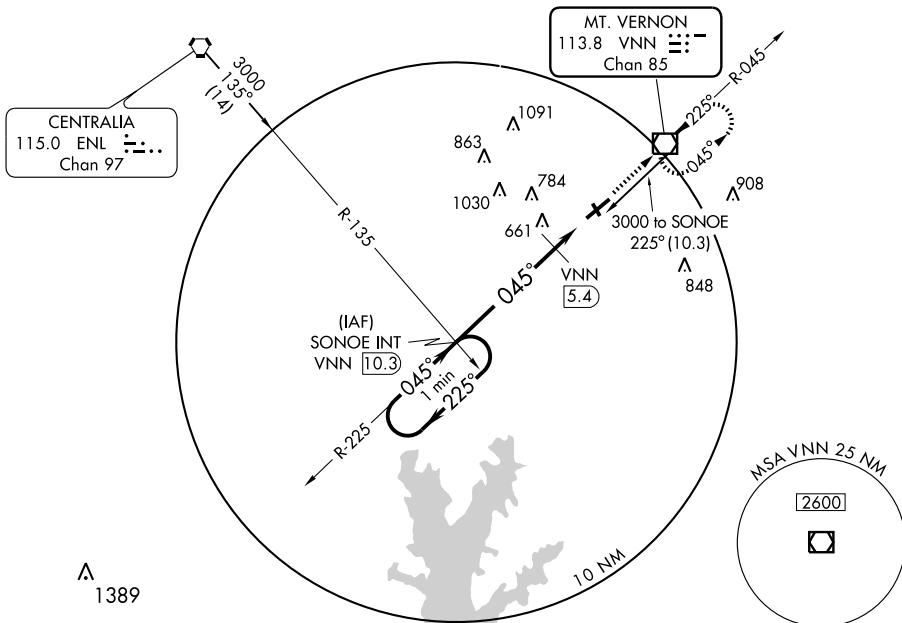 MT. VERNON
113.8 VNN
Chan 85
R-045
225°
045°
3000
135°
(14)
CENTRALIA
115.0 ENL
Chan 97
1091
863
1030
784
661
908
3000 to SONOE
225° (10.3)
848
R-135
045°
VNN
5.4
(IAF)
SONOE INT
VNN 10.3
045°
1 min
225°
R-225
MSA VNN 25 NM
2600
10 NM
1389